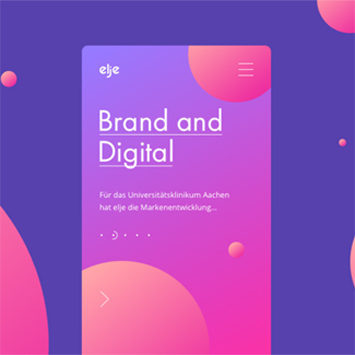 elje
Brand and
Digital
Für das Universitätsklinikum Aachen
hat elje die Markenentwicklung...